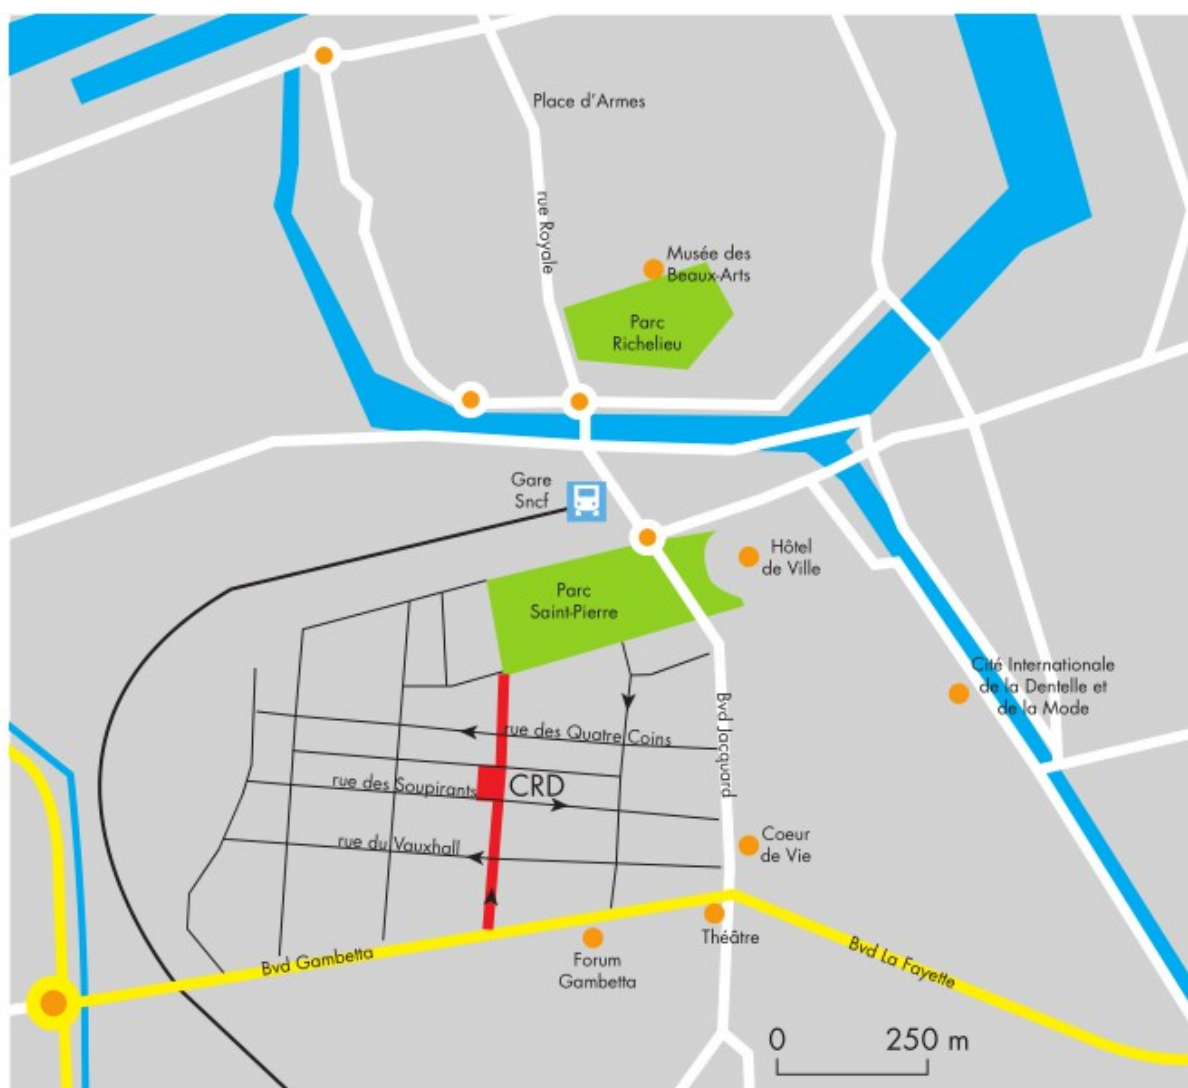 Place d'Armes
rue Royale
Musée des
Beaux-Arts
Parc
Richelieu
Gare
Sncf
Hôtel
de Ville
Parc
Saint-Pierre
Cité Internationale
de la Dentelle et
de la Mode
Bvd Jacquard
rue des Quatre Coins
rue des Soupirants
CRD
rue du Vauxhall
Coeur
de Vie
Théâtre
Forum
Gambetta
Bvd Gambetta
Bvd La Fayette
0 250 m